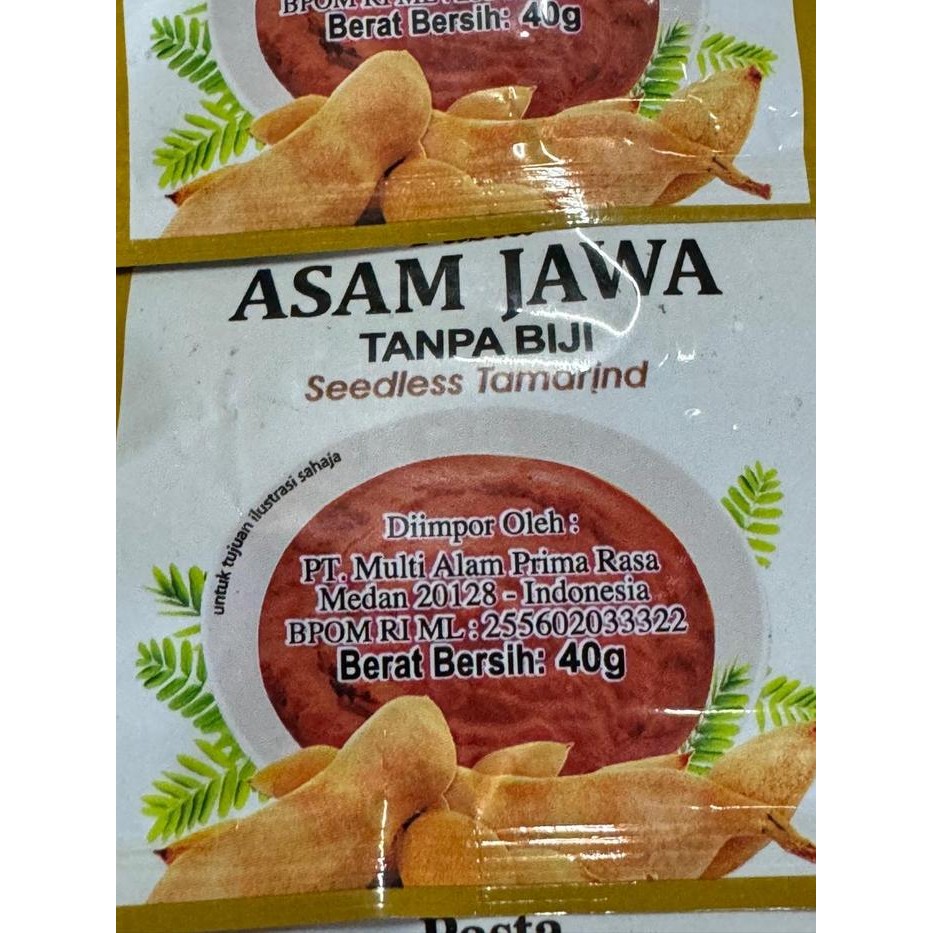 Berat Bersih: 40g
ASAM JAWA
TANPA BIJI
Seedless Tamarind
untuk tujuan ilustrasi sahaja
Diimpor Oleh :
PT. Multi Alam Prima Rasa
Medan 20128 - Indonesia
BPOM RI ML : 255602033322
Berat Bersih: 40g
Pasta